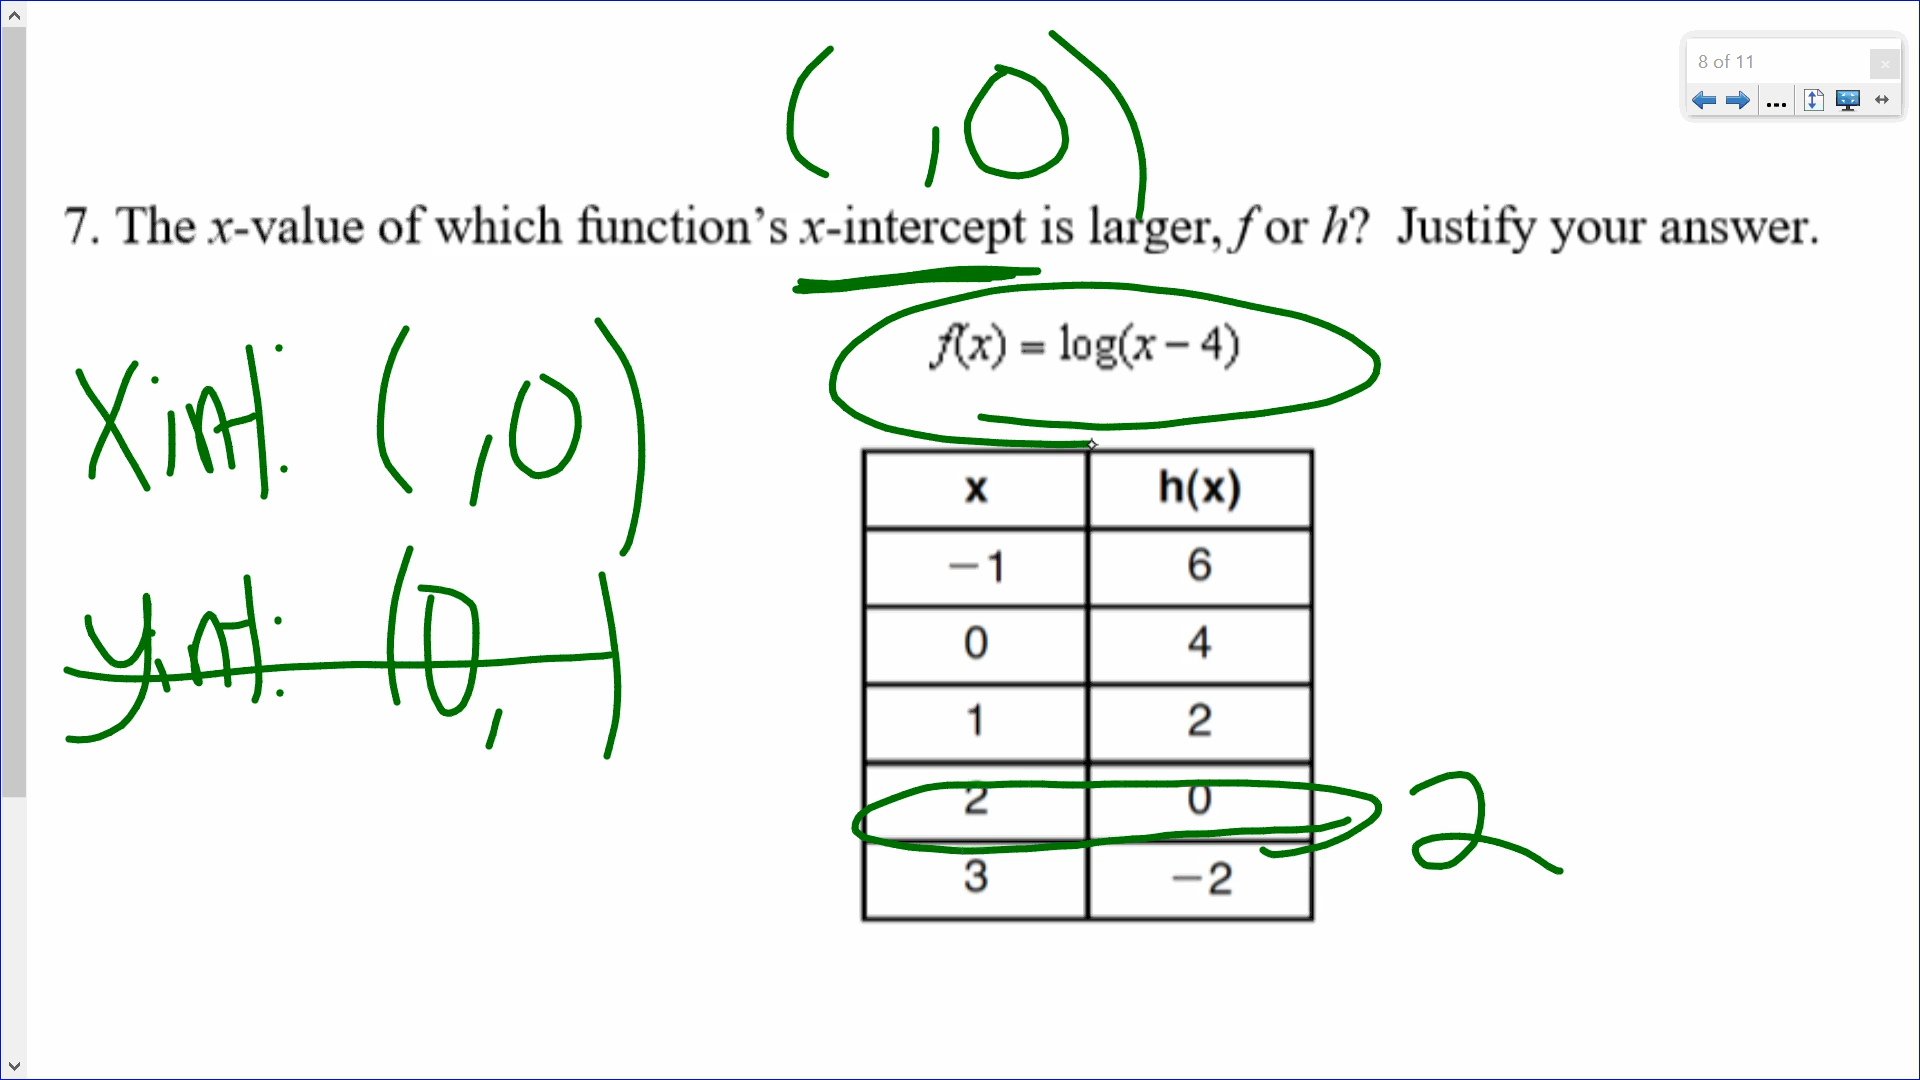 8 of 11
( ,0)
7. The x-value of which function's x-intercept is larger, f or h? Justify your answer.
f(x) = log(x – 4)
Xint: ( ,0)
yint: (0, )
x h(x)
–1 6
0 4
1 2
2 0
2
3 –2